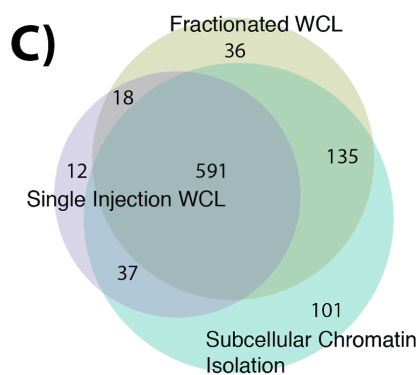 C)
Fractionated WCL
36
18
135
12
591
Single Injection WCL
37
101
Subcellular Chromatin
Isolation